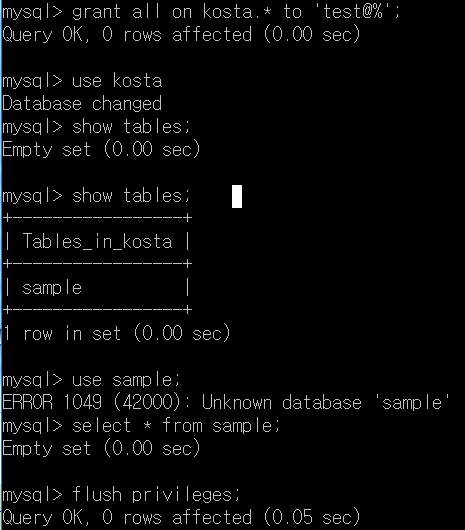 mysql> grant all on kosta.* to 'test@%';
Query OK, 0 rows affected (0.00 sec)
mysql> use kosta
Database changed
mysql> show tables;
Empty set (0.00 sec)
mysql> show tables;
+-----------------+
| Tables_in_kosta |
+-----------------+
| sample          |
+-----------------+
1 row in set (0.00 sec)
mysql> use sample;
ERROR 1049 (42000): Unknown database 'sample'
mysql> select * from sample;
Empty set (0.00 sec)
mysql> flush privileges;
Query OK, 0 rows affected (0.05 sec)